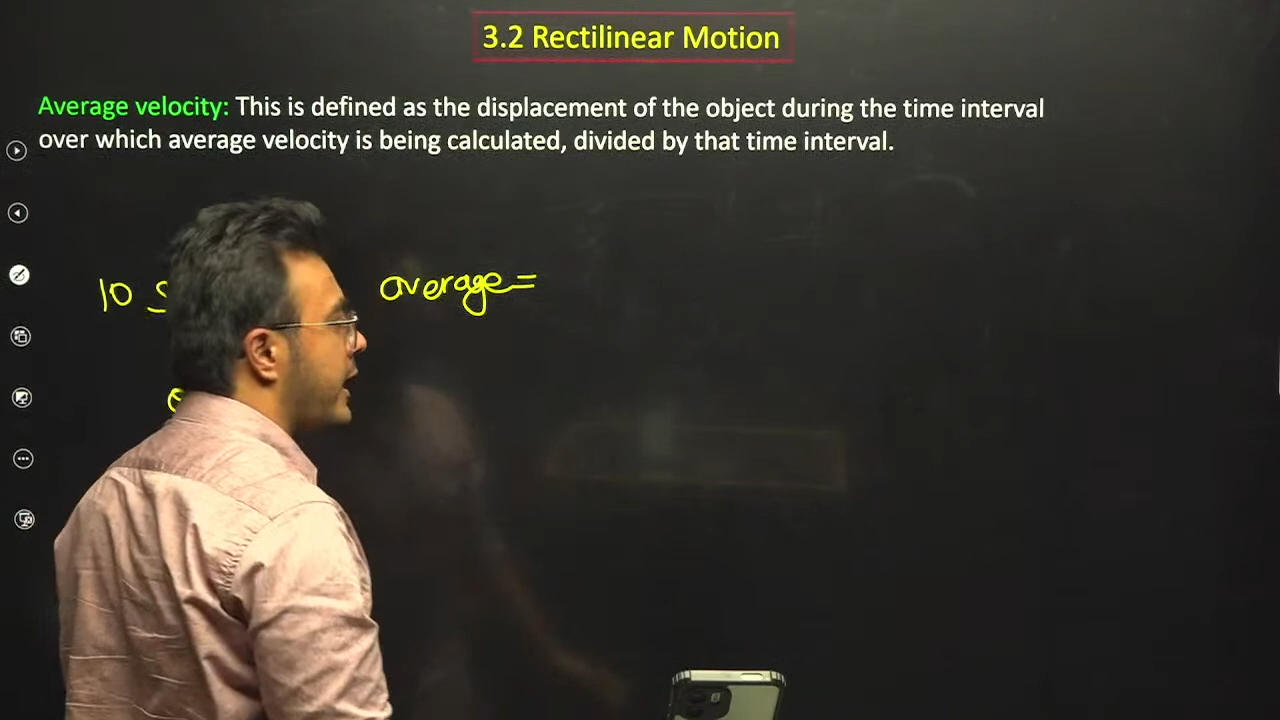 3.2 Rectilinear Motion
Average velocity: This is defined as the displacement of the object during the time interval
over which average velocity is being calculated, divided by that time interval.
10
average=